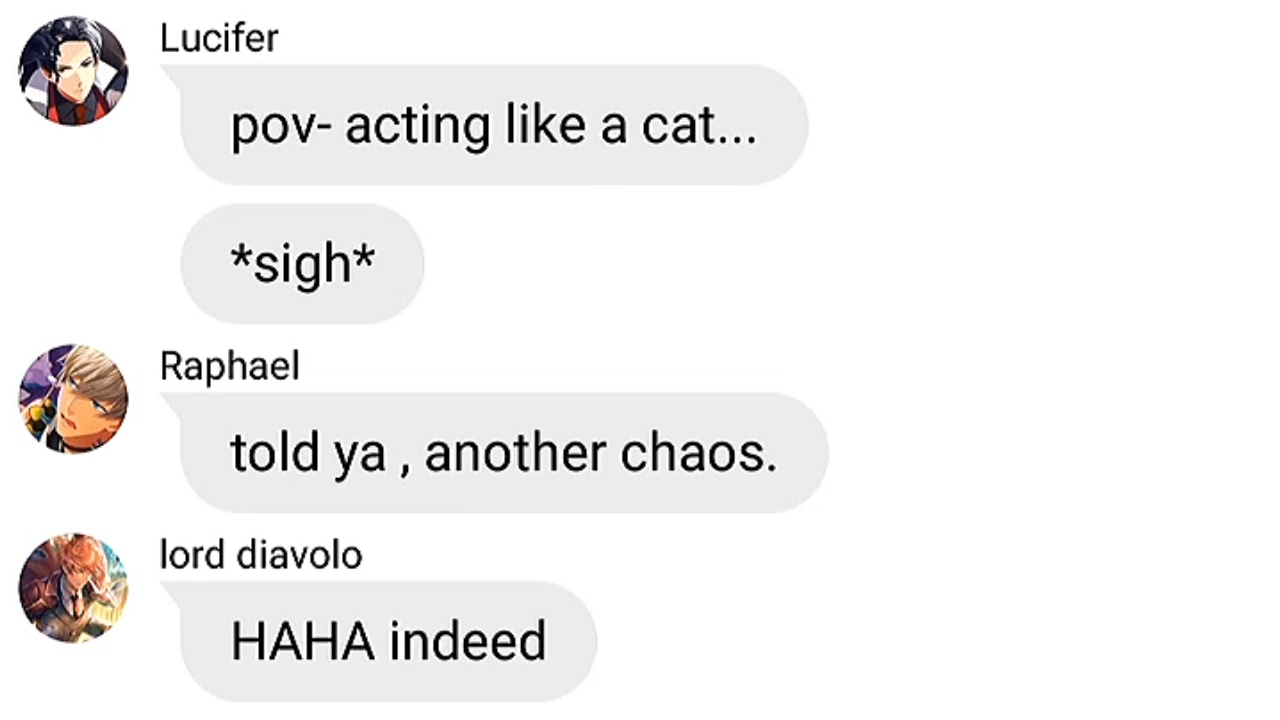 Lucifer
pov- acting like a cat...
*sigh*
Raphael
told ya , another chaos.
lord diavolo
HAHA indeed